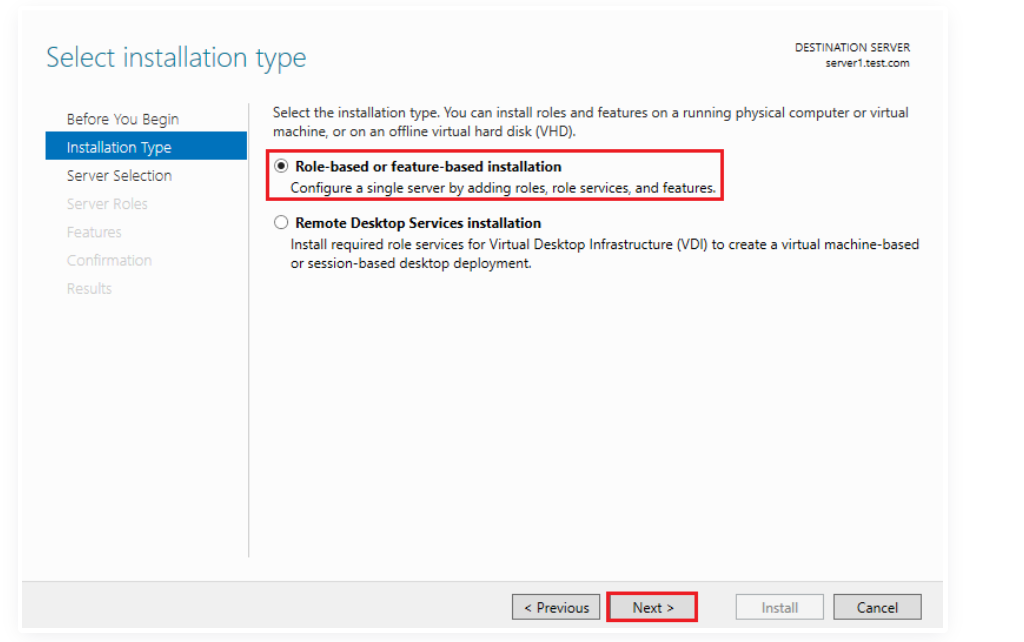 Select installation type
DESTINATION SERVER
server1.test.com
Before You Begin
Installation Type
Server Selection
Server Roles
Features
Confirmation
Results
Select the installation type. You can install roles and features on a running physical computer or virtual
machine, or on an offline virtual hard disk (VHD).
Role-based or feature-based installation
Configure a single server by adding roles, role services, and features.
Remote Desktop Services installation
Install required role services for Virtual Desktop Infrastructure (VDI) to create a virtual machine-based
or session-based desktop deployment.
< Previous
Next >
Install
Cancel